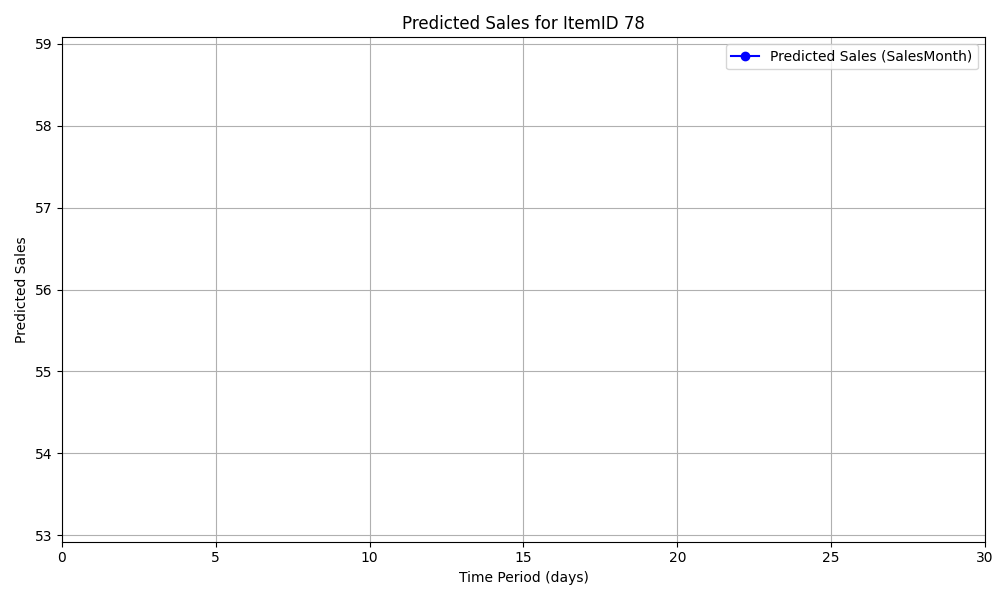 Predicted Sales for ItemID 78
Predicted Sales (SalesMonth)
59
58
57
56
55
54
53
Predicted Sales
0 5 10 15 20 25 30
Time Period (days)